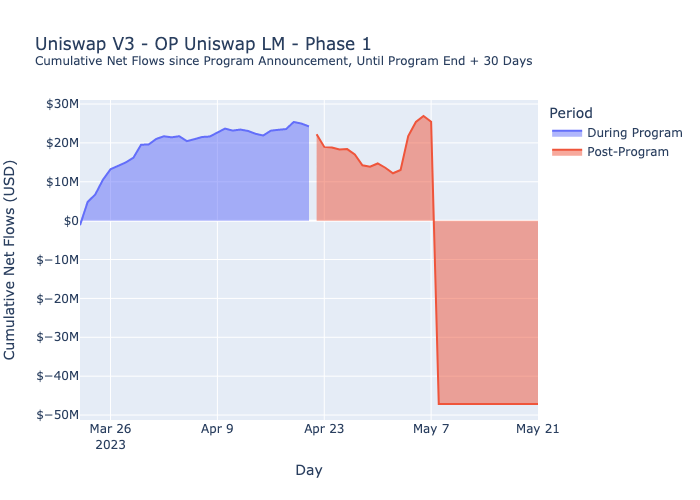 Uniswap V3 - OP Uniswap LM - Phase 1
Cumulative Net Flows since Program Announcement, Until Program End + 30 Days
Period
During Program
Post-Program
Cumulative Net Flows (USD)
$30M
$20M
$10M
$0
$−10M
$−20M
$−30M
$−40M
$−50M
Mar 26
2023
Apr 9
Apr 23
May 7
May 21
Day